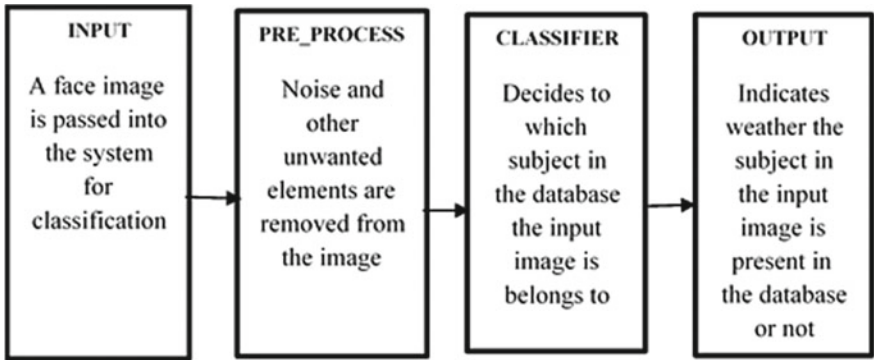 INPUT
A face image
is passed into
the system
for
classification
PRE_PROCESS
Noise and
other
unwanted
elements are
removed from
the image
CLASSIFIER
Decides to
which
subject in
the database
the input
image is
belongs to
OUTPUT
Indicates
weather the
subject in
the input
image is
present in
the database
or not